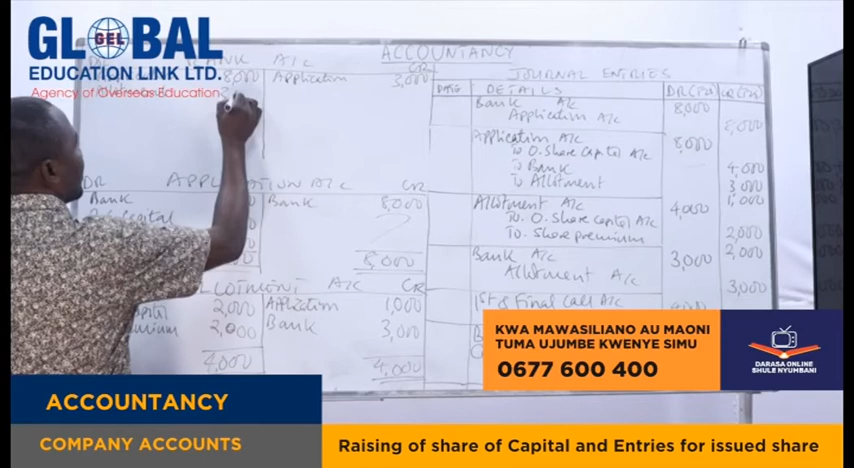 GLOBAL
GEL
EDUCATION LINK LTD.
Agency of Overseas Education
ACCOUNTANCY
BANK A/C
CR
8,000 Application 3,000
DR APPLICATION A/C CR
Bank Bank 8,000
Capital
8,000
A/C CR
2,000 Application 1,000
2,000 Bank 3,000
4,000 4,000
JOURNAL ENTRIES
DATE DETAILS
Bank A/C 8,000
Application A/C 8,000
Application A/C 8,000
To O. Share Capital A/C 4,000
To Bank 3,000
To Allotment 1,000
Allotment A/C 4,000
To O. Share Capital A/C 2,000
To Share premium 2,000
Bank A/C 3,000
Allotment A/C 3,000
1st & Final Call A/C
KWA MAWASILIANO AU MAONI
TUMA UJUMBE KWENYE SIMU
0677 600 400
DARASA ONLINE
SHULE NYUMBANI
ACCOUNTANCY
COMPANY ACCOUNTS
Raising of share of Capital and Entries for issued share